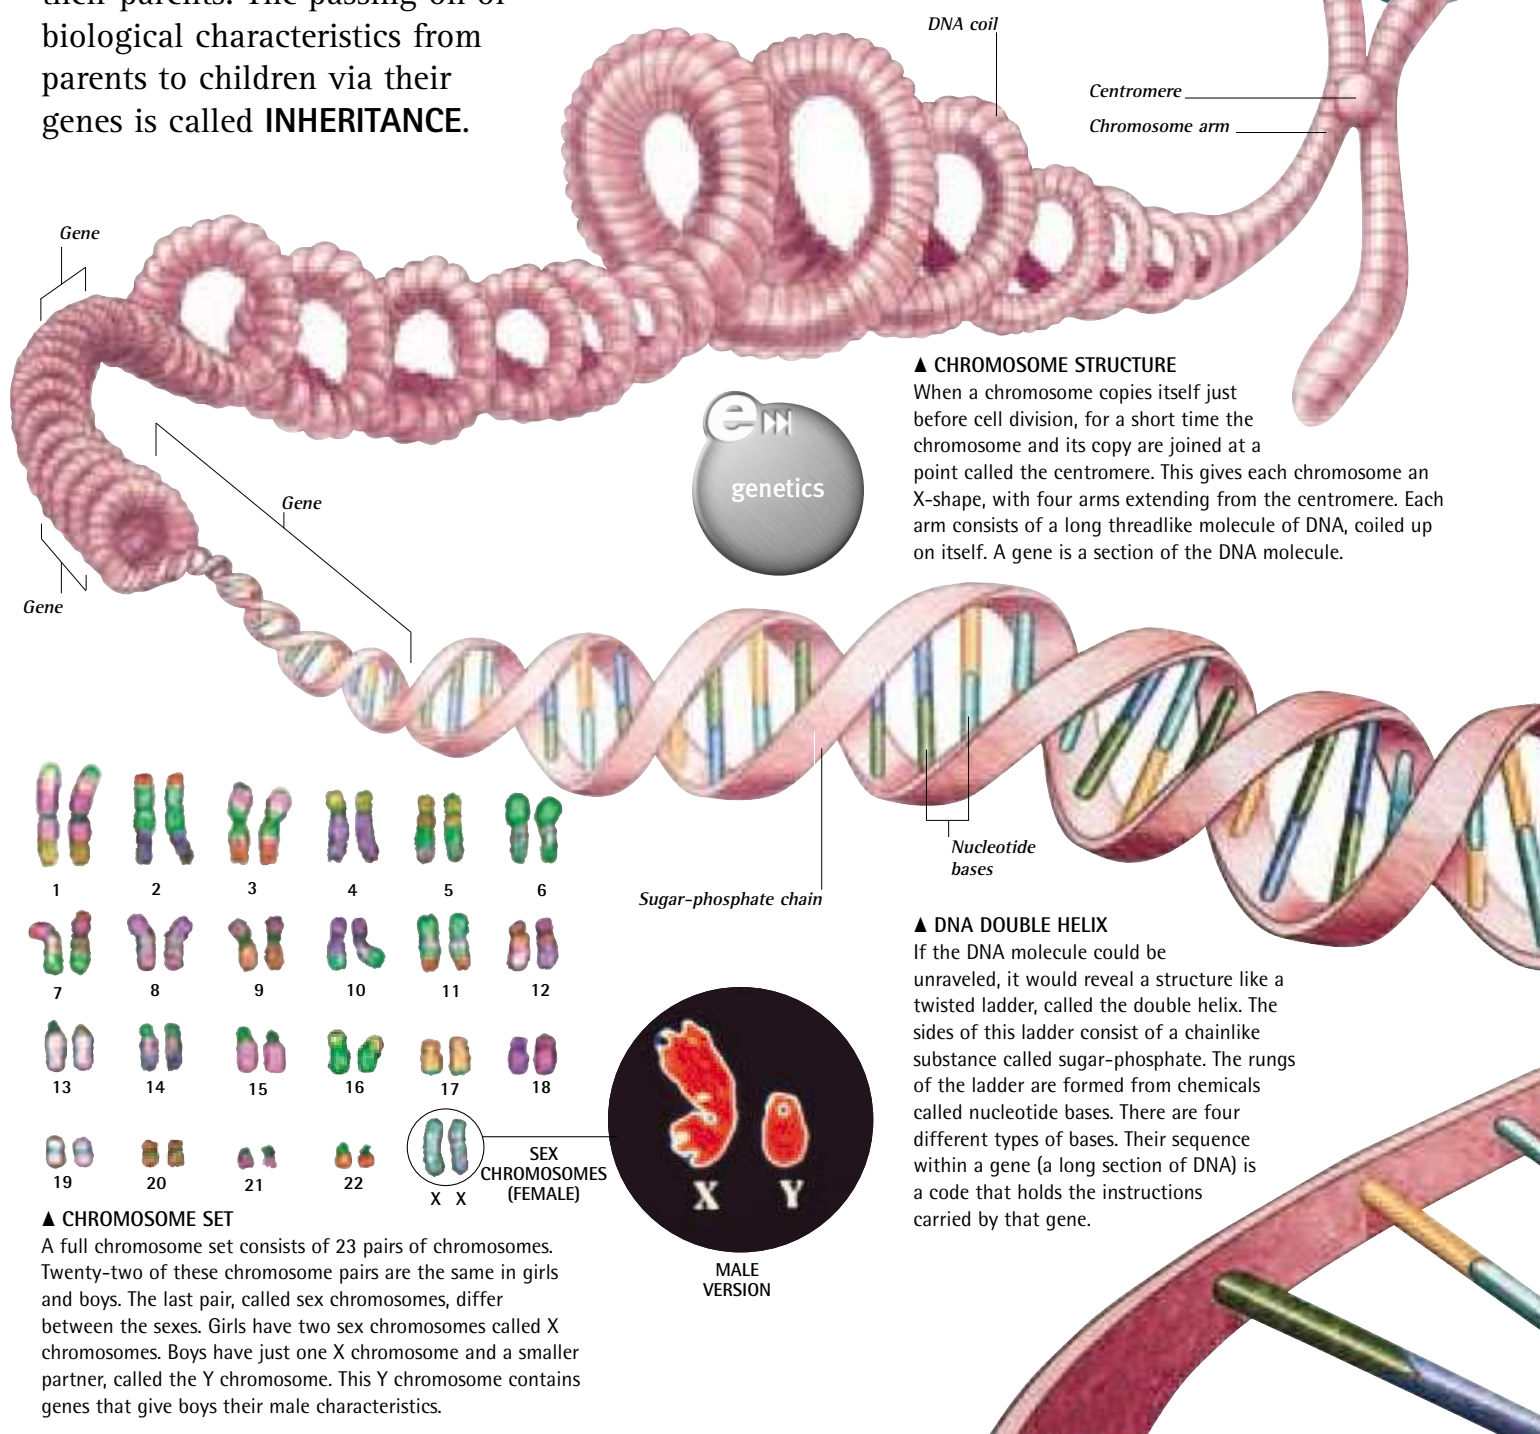 their parents. The passing on of
biological characteristics from
parents to children via their
genes is called INHERITANCE.
DNA coil
Centromere
Chromosome arm
Gene
▲ CHROMOSOME STRUCTURE
When a chromosome copies itself just
before cell division, for a short time the
chromosome and its copy are joined at a
point called the centromere. This gives each chromosome an
X-shape, with four arms extending from the centromere. Each
arm consists of a long threadlike molecule of DNA, coiled up
on itself. A gene is a section of the DNA molecule.
e
genetics
Gene
Gene
Nucleotide
bases
Sugar-phosphate chain
1 2 3 4 5 6
7 8 9 10 11 12
13 14 15 16 17 18
19 20 21 22
X X
SEX
CHROMOSOMES
(FEMALE)
X Y
MALE
VERSION
▲ DNA DOUBLE HELIX
If the DNA molecule could be
unraveled, it would reveal a structure like a
twisted ladder, called the double helix. The
sides of this ladder consist of a chainlike
substance called sugar-phosphate. The rungs
of the ladder are formed from chemicals
called nucleotide bases. There are four
different types of bases. Their sequence
within a gene (a long section of DNA) is
a code that holds the instructions
carried by that gene.
▲ CHROMOSOME SET
A full chromosome set consists of 23 pairs of chromosomes.
Twenty-two of these chromosome pairs are the same in girls
and boys. The last pair, called sex chromosomes, differ
between the sexes. Girls have two sex chromosomes called X
chromosomes. Boys have just one X chromosome and a smaller
partner, called the Y chromosome. This Y chromosome contains
genes that give boys their male characteristics.